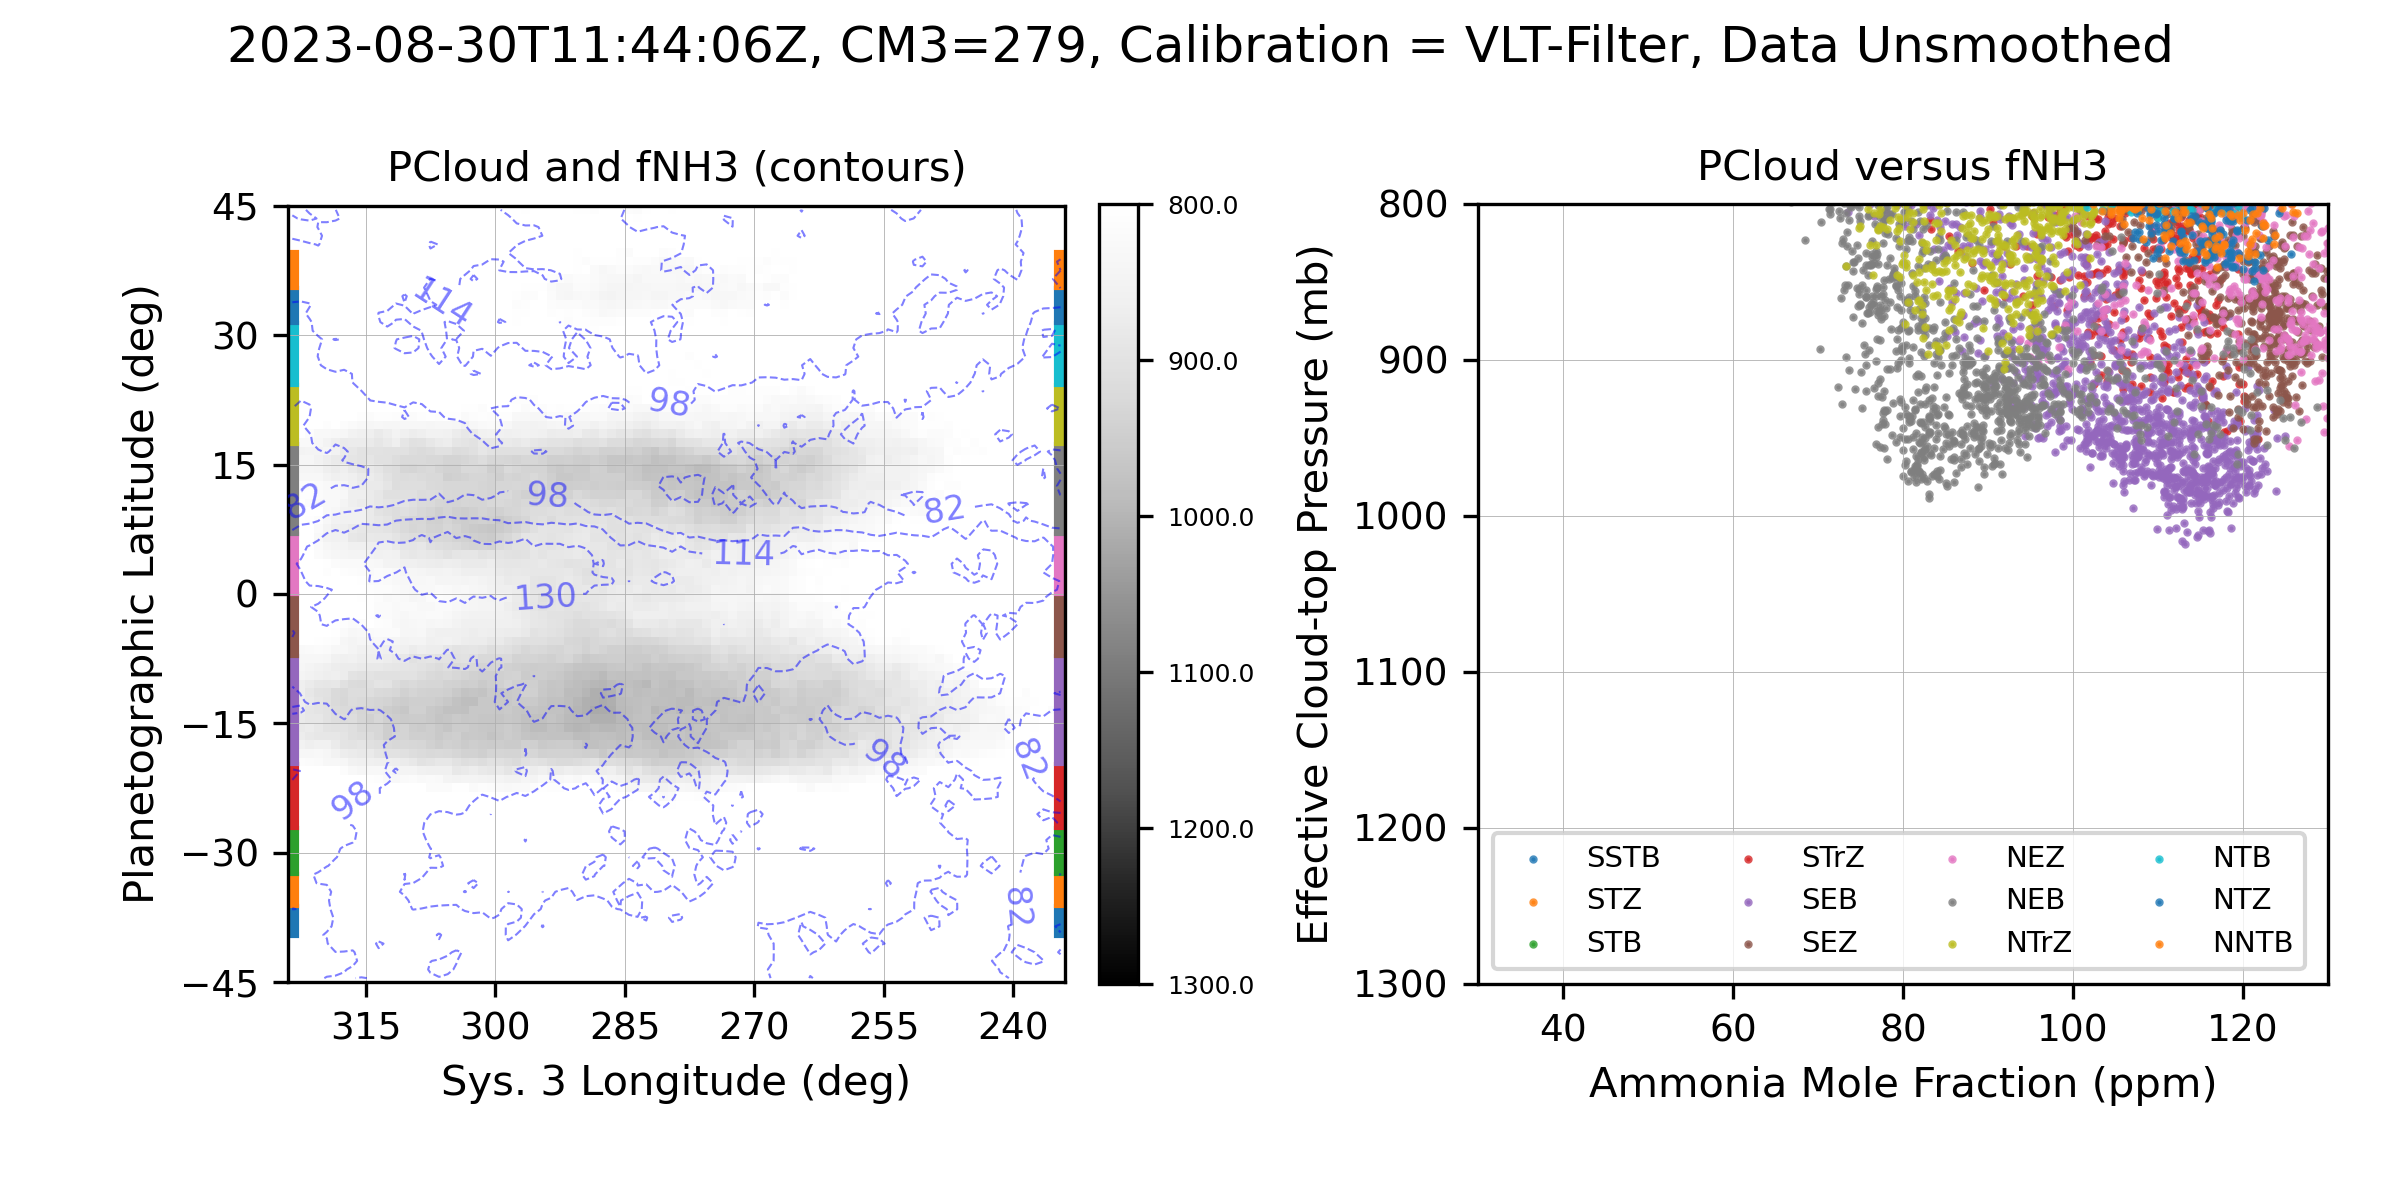 2023-08-30T11:44:06Z, CM3=279, Calibration = VLT-Filter, Data Unsmoothed
PCloud and fNH3 (contours)
Planetographic Latitude (deg)
45
30
15
0
−15
−30
−45
315
300
285
270
255
240
Sys. 3 Longitude (deg)
114
98
82
98
82
114
130
98
82
98
82
800.0
900.0
1000.0
1100.0
1200.0
1300.0
PCloud versus fNH3
Effective Cloud-top Pressure (mb)
800
900
1000
1100
1200
1300
40
60
80
100
120
Ammonia Mole Fraction (ppm)
SSTB
STZ
STB
STrZ
SEB
SEZ
NEZ
NEB
NTrZ
NTB
NTZ
NNTB